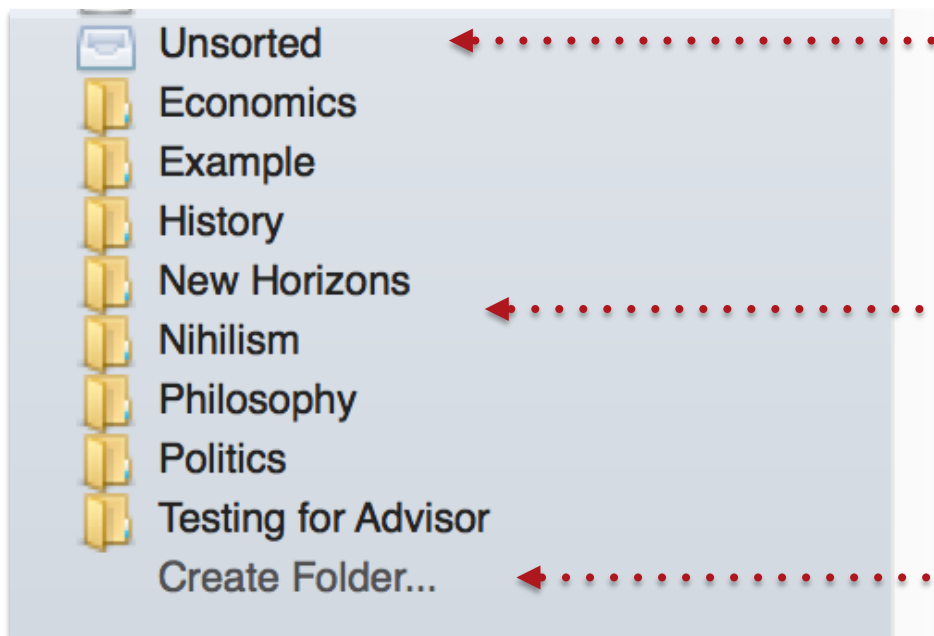 Unsorted
Economics
Example
History
New Horizons
Nihilism
Philosophy
Politics
Testing for Advisor
Create Folder...